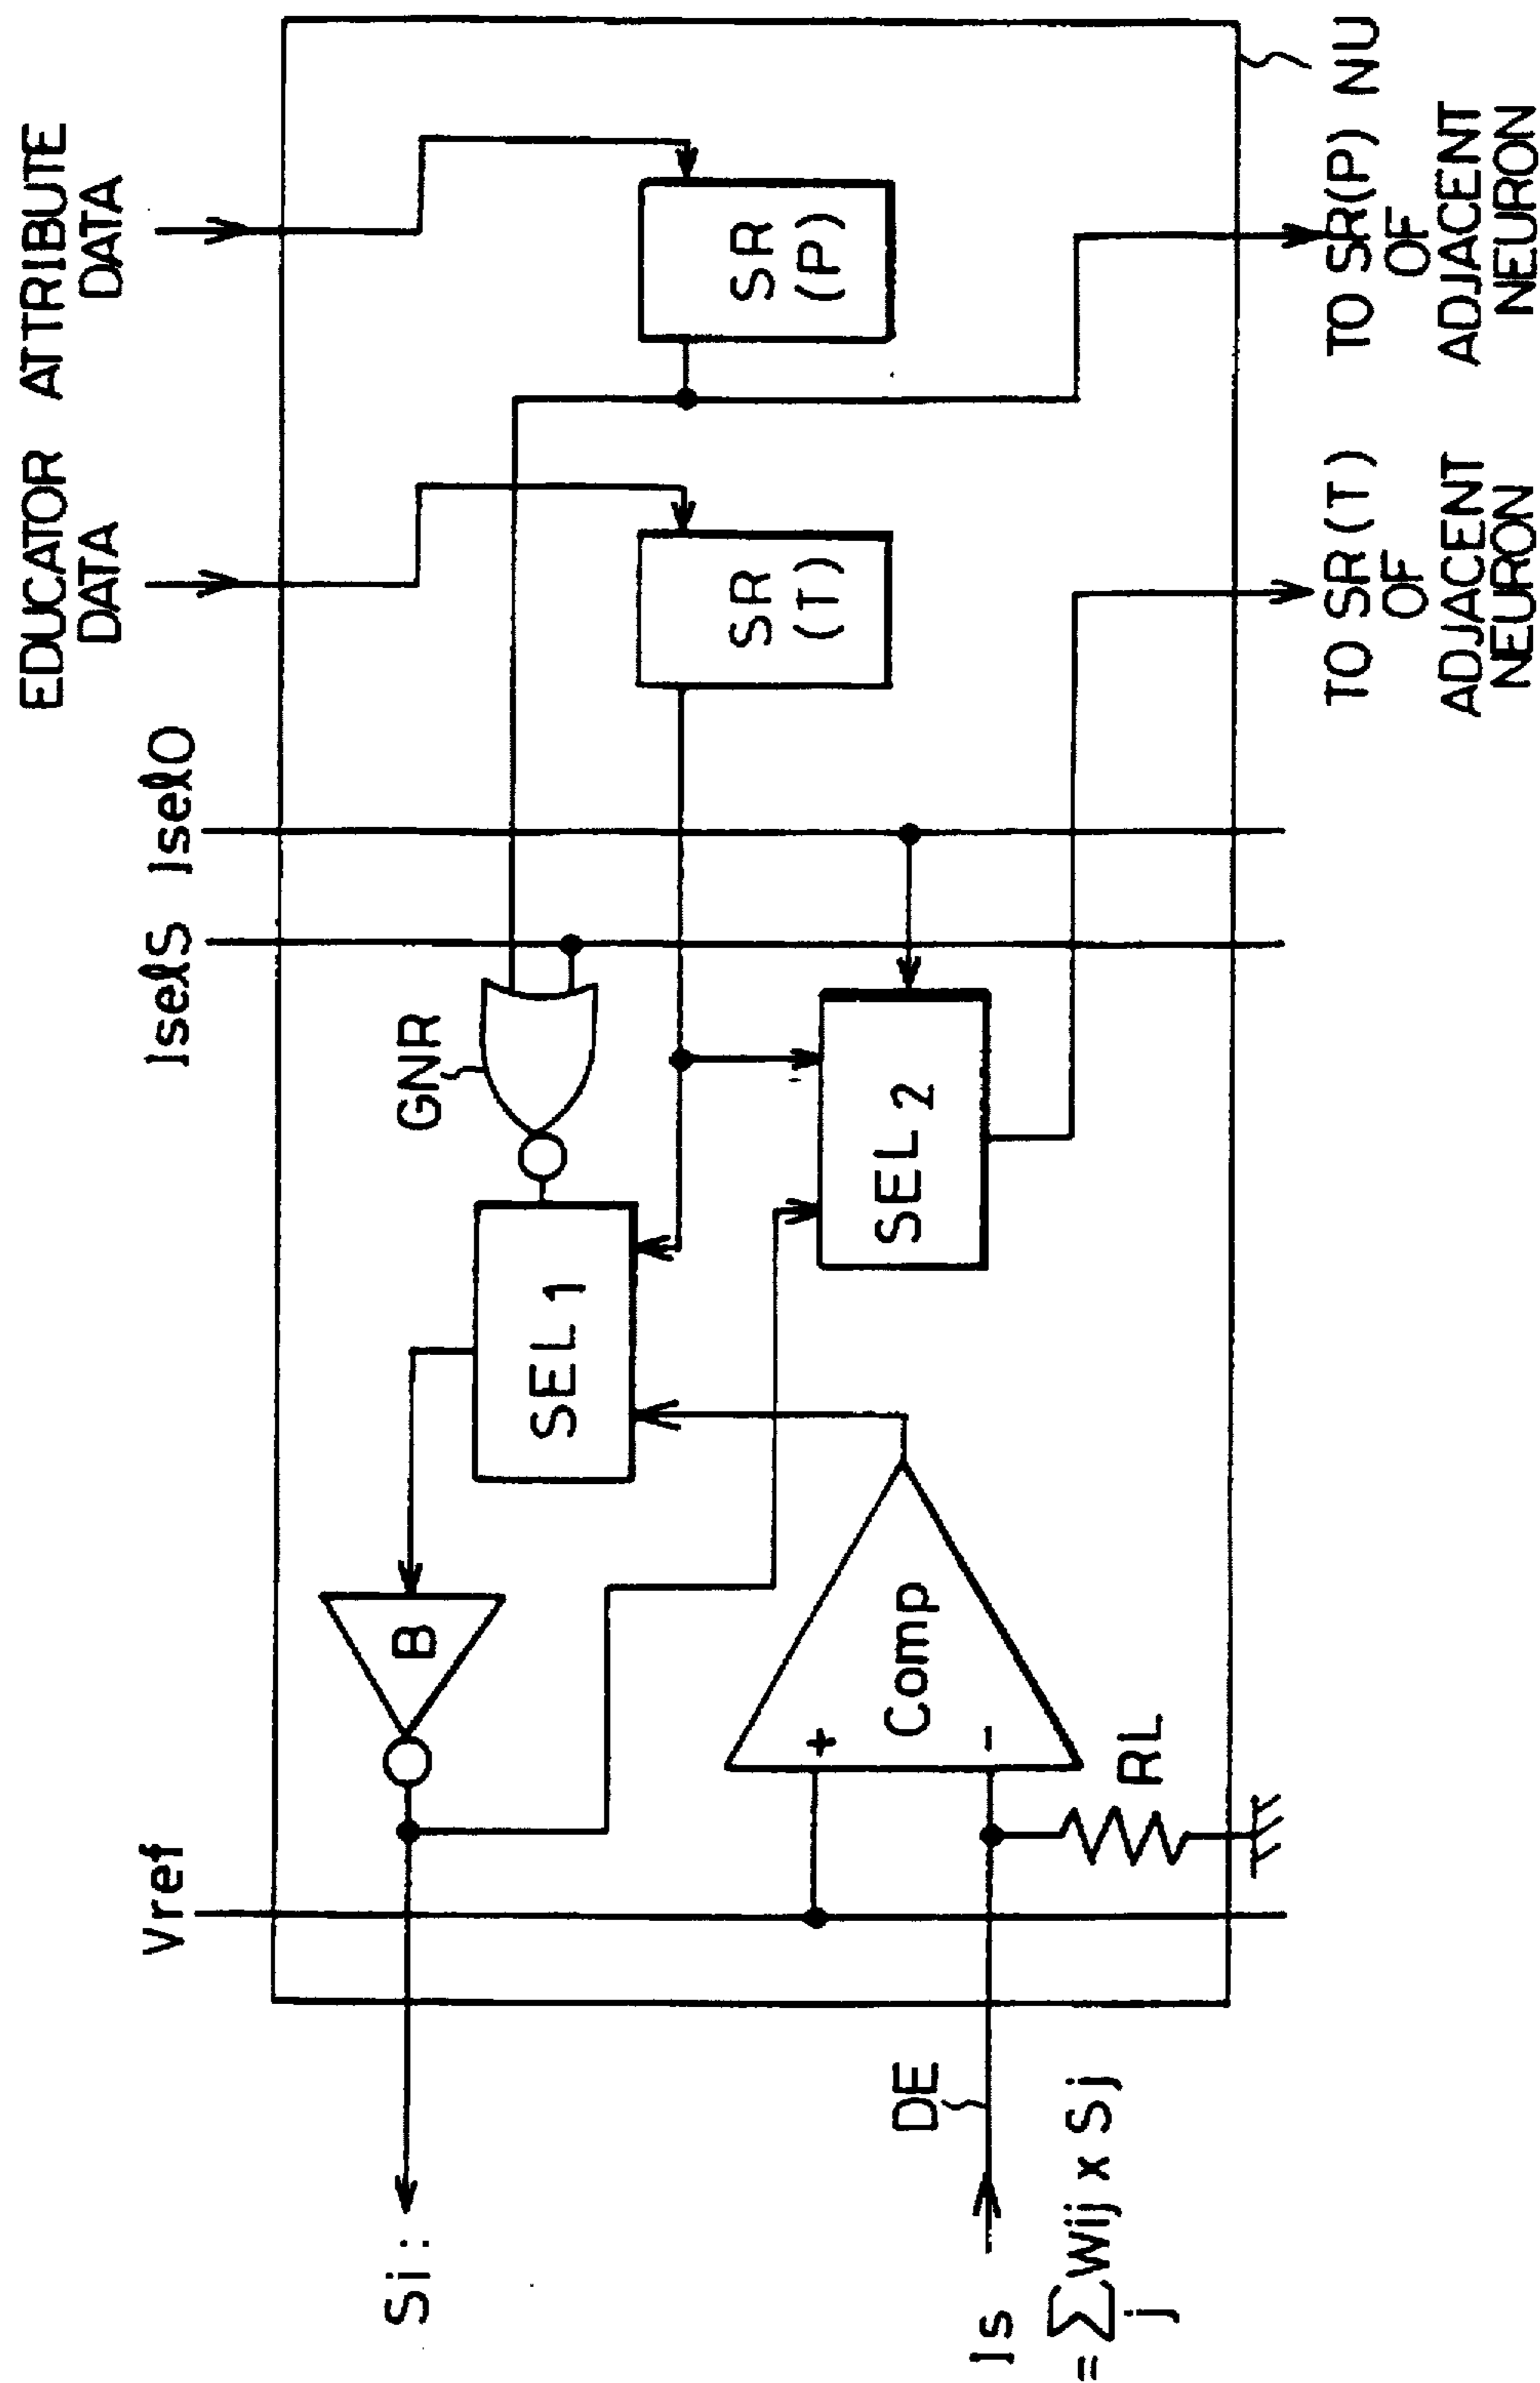 EDUCATOR
DATA
ATTRIBUTE
DATA
Vref
IselS
IselO
GNR
B
SEL 1
SR
(T)
SR
(P)
Comp
+
-
SEL 2
RL
NU
Si :
DE
Is
= ∑ Wij x Sj
j
TO SR (T)
OF
ADJACENT
NEURON
TO SR(P)
OF
ADJACENT
NEURON